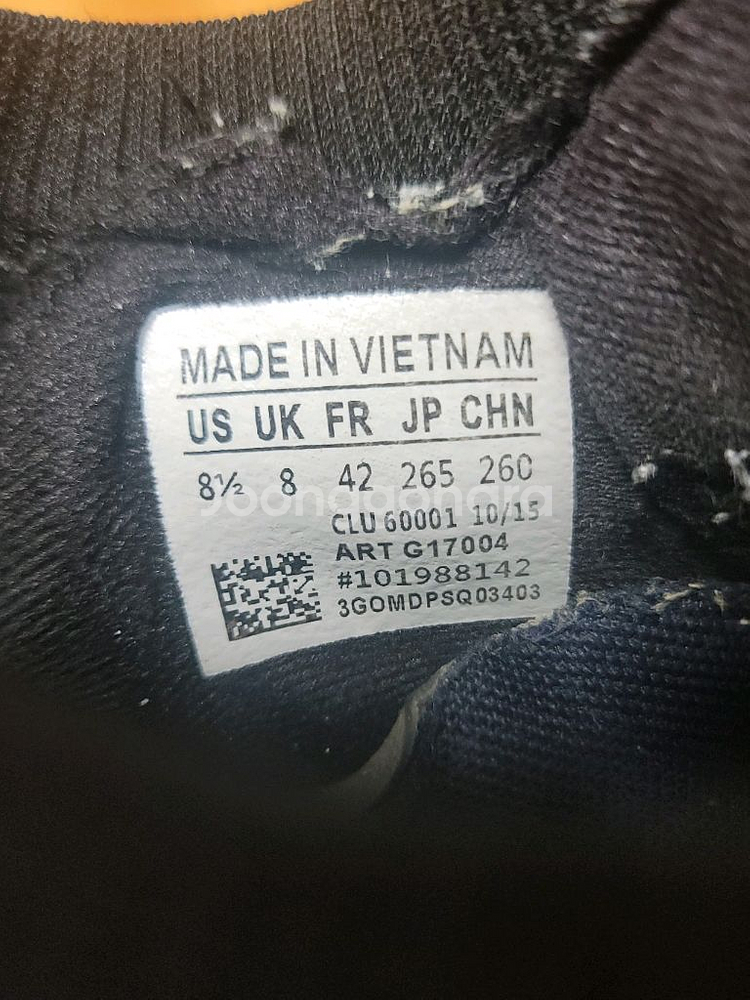 MADE IN VIETNAM
US UK FR JP CHN
8½ 8 42 265 260
joonggonara
CLU 60001 10/15
ART G17004
#101988142
3GOMDPSQ03403